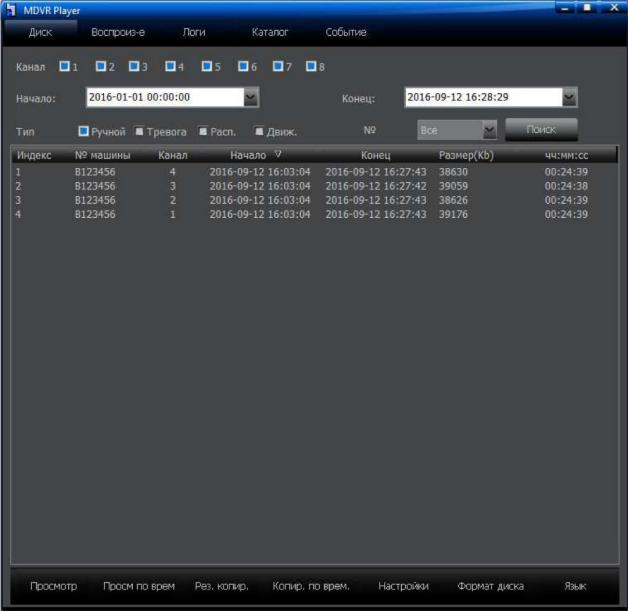 MDVR Player
Диск Воспроиз-е Логи Каталог Событие
Канал 1 2 3 4 5 6 7 8
Начало: 2016-01-01 00:00:00 Конец: 2016-09-12 16:28:29
Тип Ручной Тревога Расп. Движ. № Все Поиск
Индекс № машины Канал Начало Конец Размер(Kb) чч:мм:сс
1 B123456 4 2016-09-12 16:03:04 2016-09-12 16:27:43 38630 00:24:39
2 B123456 3 2016-09-12 16:03:04 2016-09-12 16:27:42 39059 00:24:38
3 B123456 2 2016-09-12 16:03:04 2016-09-12 16:27:43 38626 00:24:39
4 B123456 1 2016-09-12 16:03:04 2016-09-12 16:27:43 39176 00:24:39
Просмотр Просм по врем Рез. копир. Копир. по врем. Настройки Формат диска Язык